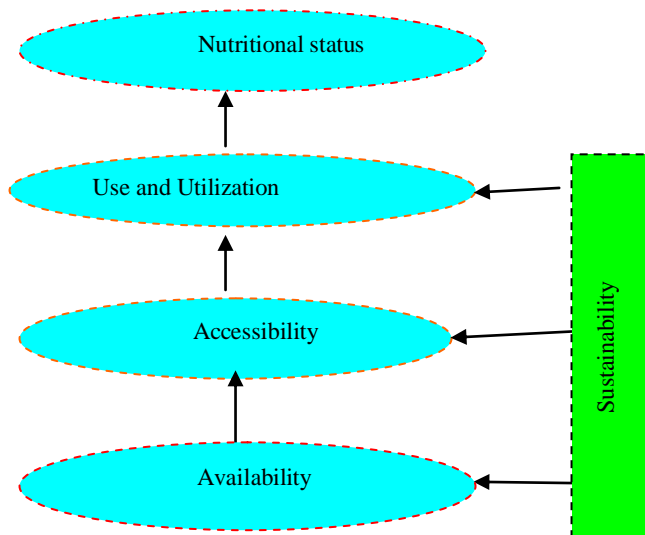 Nutritional status
Use and Utilization
Accessibility
Availability
Sustainability